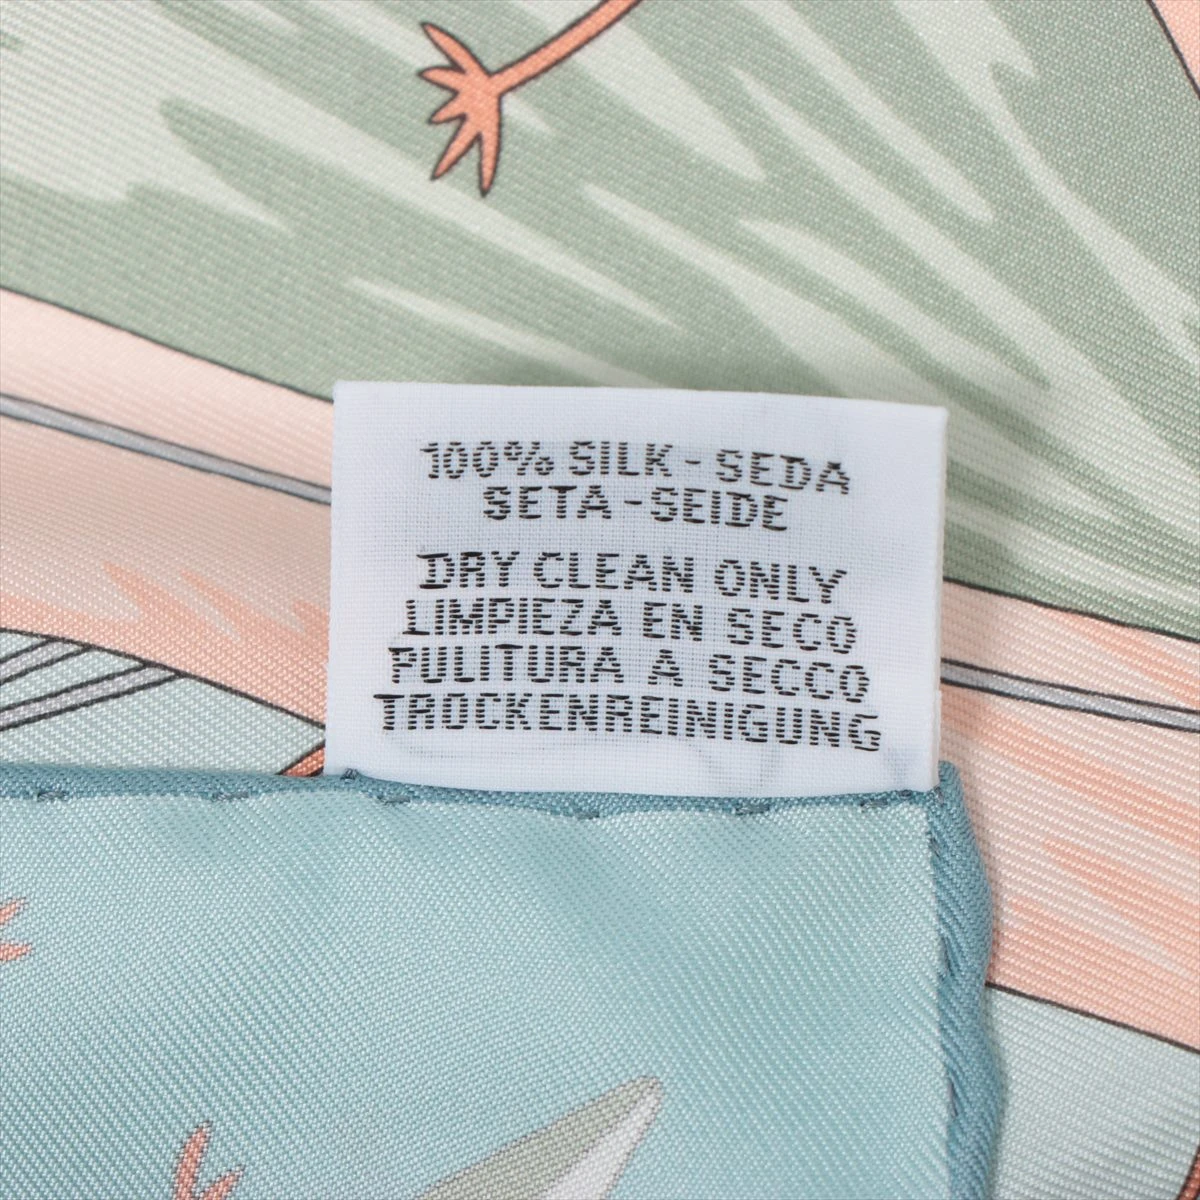 100% SILK - SEDA
SETA - SEIDE
DRY CLEAN ONLY
LIMPIEZA EN SECO
PULITURA A SECCO
TROCKENREINIGUNG